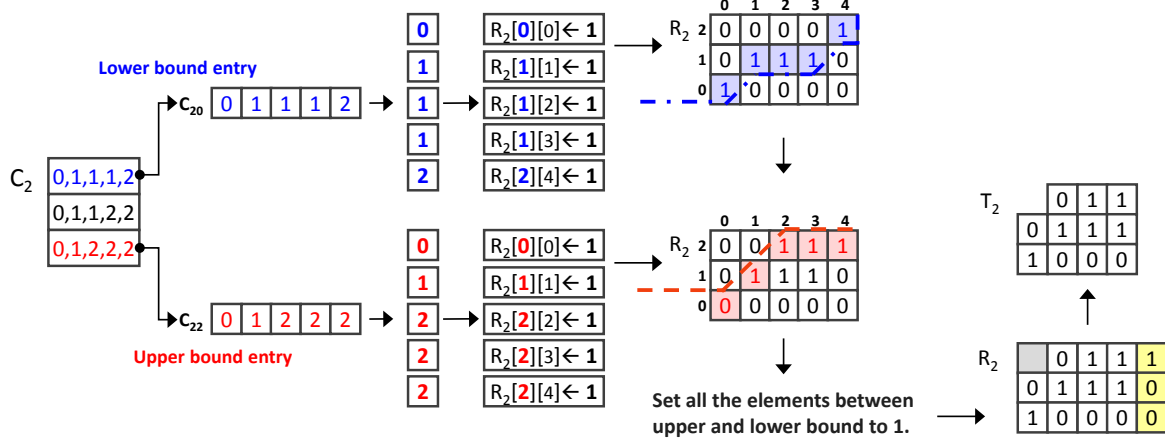 C₂
0,1,1,1,2
0,1,1,2,2
0,1,2,2,2
Lower bound entry
C₂₀ 0 1 1 1 2
0
1
1
1
2
R₂[0][0]← 1
R₂[1][1]← 1
R₂[1][2]← 1
R₂[1][3]← 1
R₂[2][4]← 1
0 1 2 3 4
R₂ 2 0 0 0 0 1
1 0 1 1 1 0
0 1 0 0 0 0
C₂₂ 0 1 2 2 2
Upper bound entry
0
1
2
2
2
R₂[0][0]← 1
R₂[1][1]← 1
R₂[2][2]← 1
R₂[2][3]← 1
R₂[2][4]← 1
0 1 2 3 4
R₂ 2 0 0 1 1 1
1 0 1 1 1 0
0 0 0 0 0 0
Set all the elements between
upper and lower bound to 1.
R₂ 0 1 1 1
0 1 1 1 0
1 0 0 0 0
T₂ 0 1 1
0 1 1 1
1 0 0 0